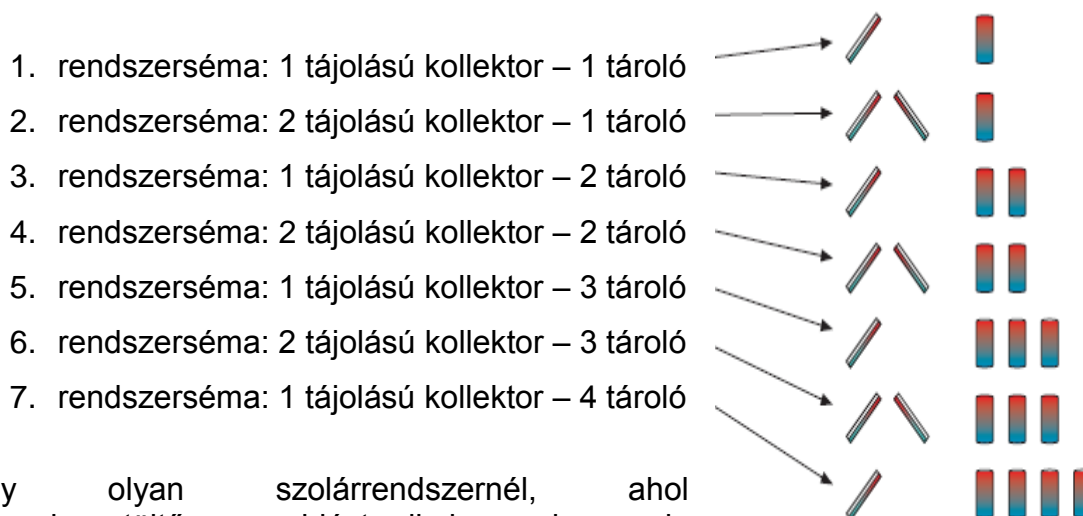 1. rendszerséma: 1 tájolású kollektor – 1 tároló
2. rendszerséma: 2 tájolású kollektor – 1 tároló
3. rendszerséma: 1 tájolású kollektor – 2 tároló
4. rendszerséma: 2 tájolású kollektor – 2 tároló
5. rendszerséma: 1 tájolású kollektor – 3 tároló
6. rendszerséma: 2 tájolású kollektor – 3 tároló
7. rendszerséma: 1 tájolású kollektor – 4 tároló
y olyan szolárrendszernél, ahol